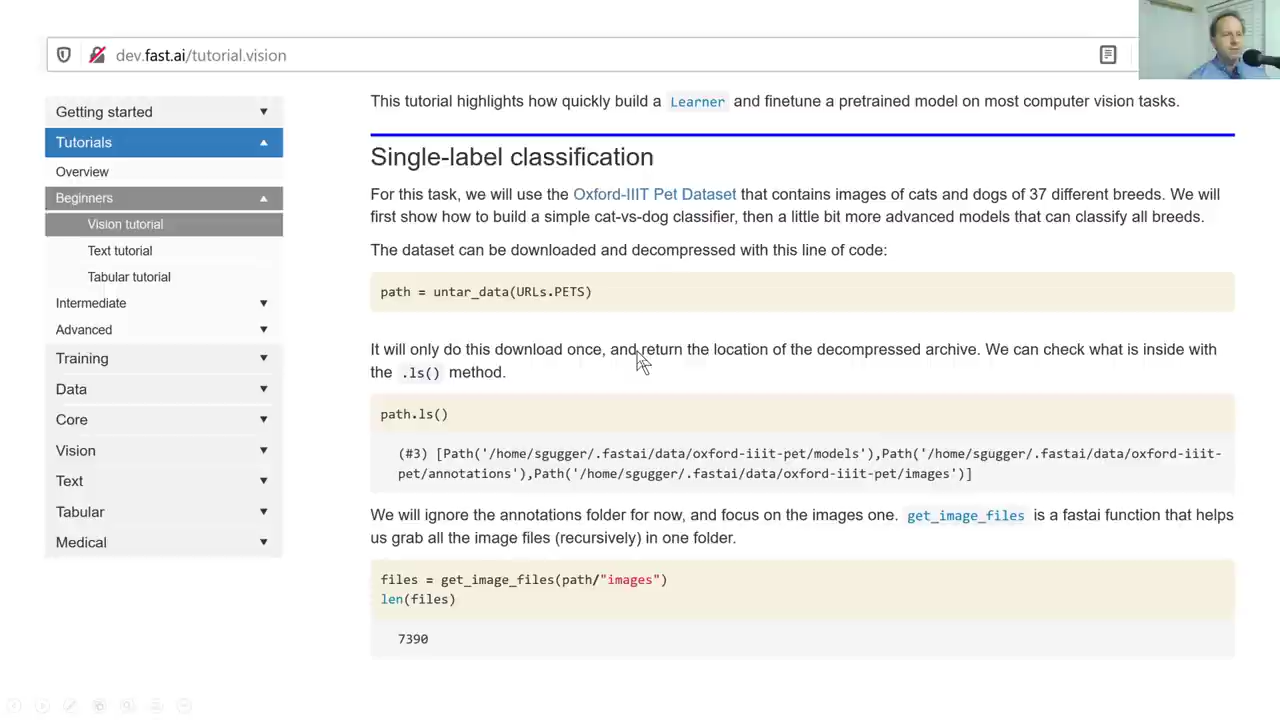 dev.fast.ai/tutorial.vision
Getting started
Tutorials
Overview
Beginners
Vision tutorial
Text tutorial
Tabular tutorial
Intermediate
Advanced
Training
Data
Core
Vision
Text
Tabular
Medical
This tutorial highlights how quickly build a Learner and finetune a pretrained model on most computer vision tasks.
Single-label classification
For this task, we will use the Oxford-IIIT Pet Dataset that contains images of cats and dogs of 37 different breeds. We will
first show how to build a simple cat-vs-dog classifier, then a little bit more advanced models that can classify all breeds.
The dataset can be downloaded and decompressed with this line of code:
path = untar_data(URLs.PETS)
It will only do this download once, and return the location of the decompressed archive. We can check what is inside with
the .ls() method.
path.ls()
(#3) [Path('/home/sgugger/.fastai/data/oxford-iiit-pet/models'),Path('/home/sgugger/.fastai/data/oxford-iiit-
pet/annotations'),Path('/home/sgugger/.fastai/data/oxford-iiit-pet/images')]
We will ignore the annotations folder for now, and focus on the images one. get_image_files is a fastai function that helps
us grab all the image files (recursively) in one folder.
files = get_image_files(path/"images")
len(files)
7390